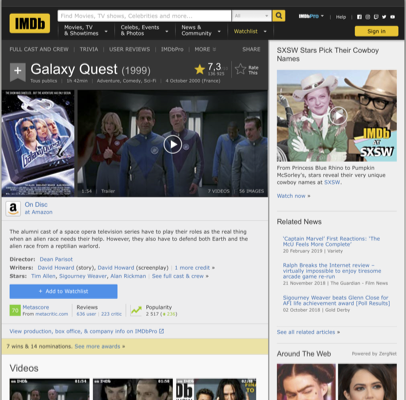 IMDb
Find Movies, TV shows, Celebrities and more...
All
IMDbPro
Help
Movies, TV
& Showtimes
Celebs, Events
& Photos
News &
Community
Watchlist
Sign in
FULL CAST AND CREW | TRIVIA | USER REVIEWS | IMDbPro | MORE
SHARE
Galaxy Quest (1999)
Tous publics | 1h 42min | Adventure, Comedy, Sci-Fi | 4 October 2000 (France)
7,3
Rate
This
1:54 | Trailer
7 VIDEOS
56 IMAGES
On Disc
at Amazon
The alumni cast of a space opera television series have to play their roles as the real thing
when an alien race needs their help. However, they also have to defend both Earth and the
alien race from a reptilian warlord.
Director: Dean Parisot
Writers: David Howard (story), David Howard (screenplay) | 1 more credit »
Stars: Tim Allen, Sigourney Weaver, Alan Rickman | See full cast & crew »
+ Add to Watchlist
Metascore
From metacritic.com
Reviews
636 user | 223 critic
Popularity
2 517
View production, box office, & company info on IMDbPro
7 wins & 14 nominations. See more awards »
Videos
SXSW Stars Pick Their Cowboy
Names
IMDb
AT
SXSW
From Princess Blue Rhino to Pumpkin
McSorley's, stars reveal their very unique
cowboy names at SXSW.
Watch now »
Related News
'Captain Marvel' First Reactions: 'The
McU Feels More Complete'
20 February 2019 | Variety
Ralph Breaks the Internet review –
virtually impossible to enjoy tiresome
arcade game re-run
21 November 2018 | The Guardian - Film News
Sigourney Weaver beats Glenn Close for
AFI life achievement award [Poll Results]
02 October 2018 | Gold Derby
See all related articles »
Around The Web
Powered by ZergNet